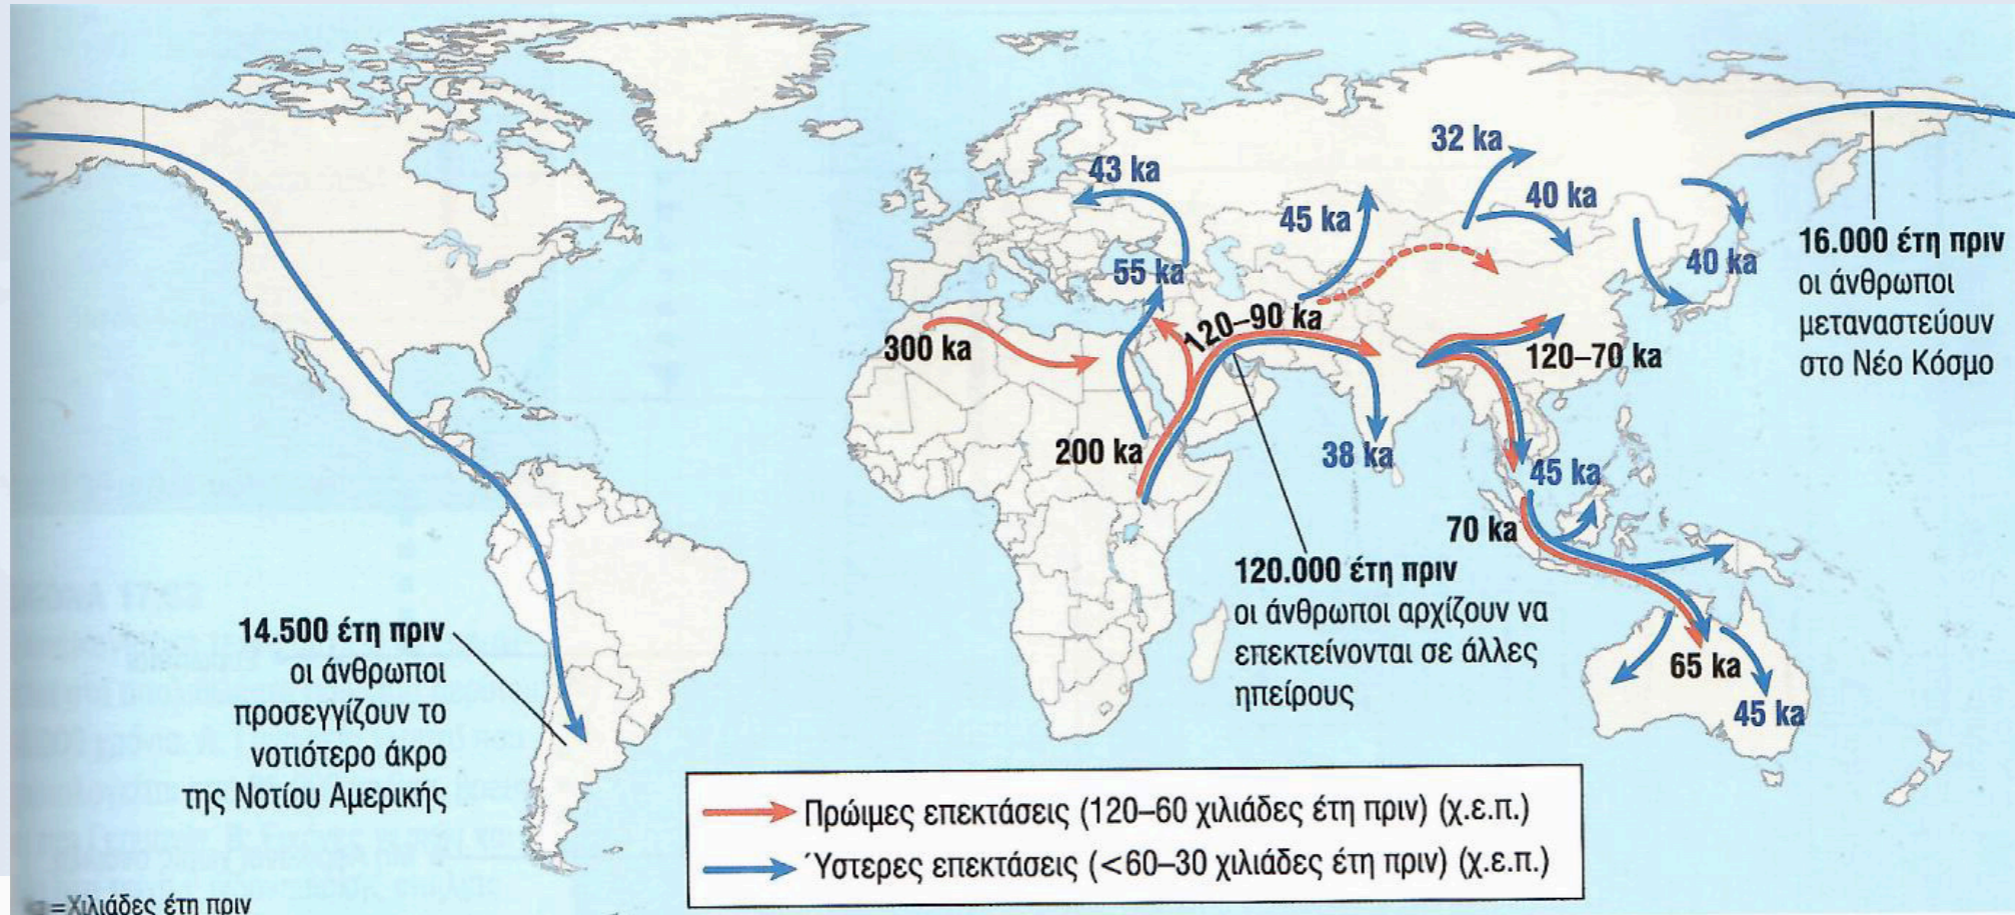 32 ka
43 ka
40 ka
45 ka
16.000 έτη πριν
οι άνθρωποι
μεταναστεύουν
στο Νέο Κόσμο
40 ka
55 ka
120–90 ka
300 ka
120–70 ka
200 ka
38 ka
45 ka
70 ka
120.000 έτη πριν
οι άνθρωποι αρχίζουν να
επεκτείνονται σε άλλες
ηπείρους
14.500 έτη πριν
οι άνθρωποι
προσεγγίζουν το
νοτιότερο άκρο
της Νοτίου Αμερικής
65 ka
45 ka
Πρώιμες επεκτάσεις (120–60 χιλιάδες έτη πριν) (χ.ε.π.)
Ύστερες επεκτάσεις (<60–30 χιλιάδες έτη πριν) (χ.ε.π.)
=Χιλιάδες έτη πριν